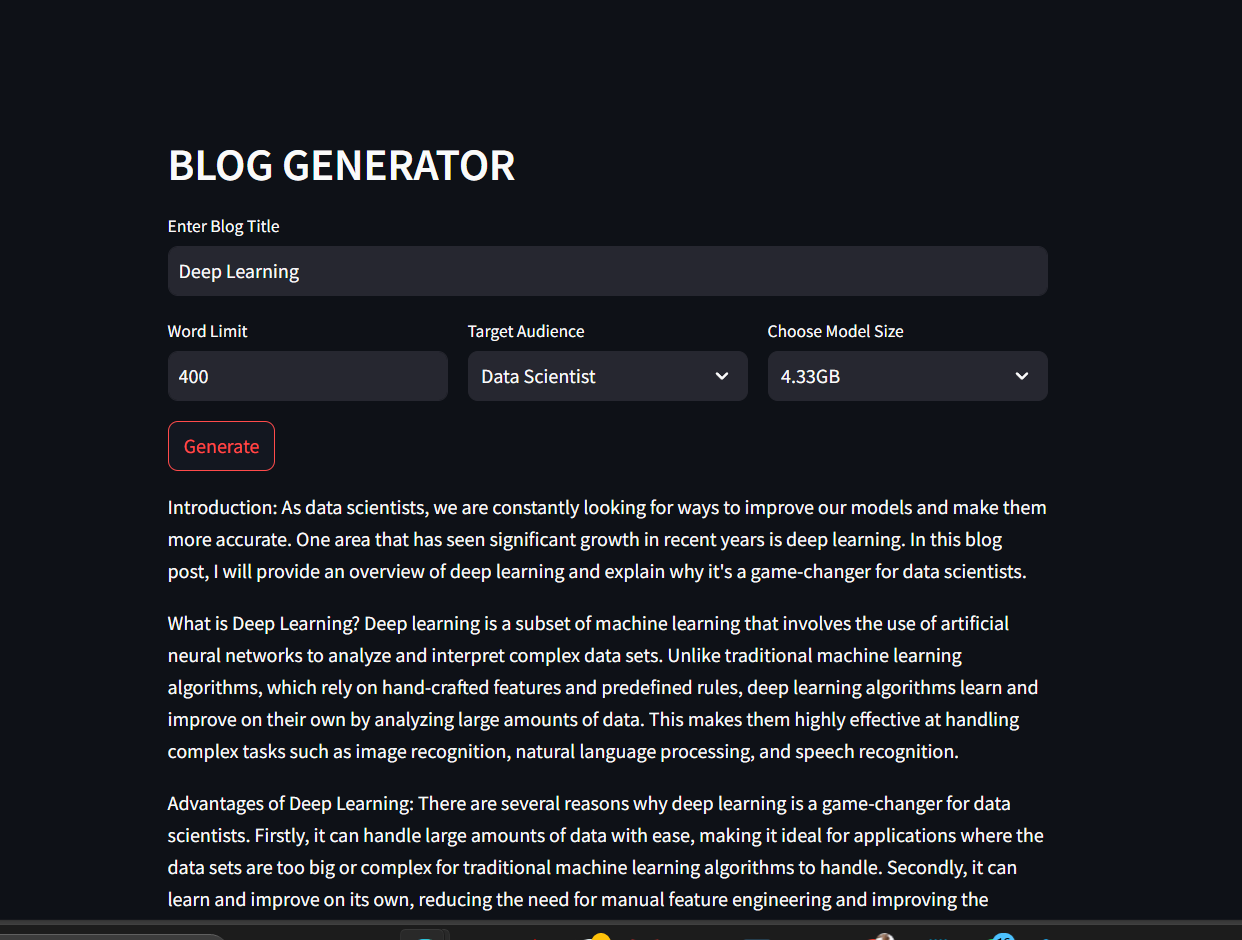 BLOG GENERATOR
Enter Blog Title
Deep Learning
Word Limit
Target Audience
Choose Model Size
400
Data Scientist
4.33GB
Generate
Introduction: As data scientists, we are constantly looking for ways to improve our models and make them
more accurate. One area that has seen significant growth in recent years is deep learning. In this blog
post, I will provide an overview of deep learning and explain why it's a game-changer for data scientists.
What is Deep Learning? Deep learning is a subset of machine learning that involves the use of artificial
neural networks to analyze and interpret complex data sets. Unlike traditional machine learning
algorithms, which rely on hand-crafted features and predefined rules, deep learning algorithms learn and
improve on their own by analyzing large amounts of data. This makes them highly effective at handling
complex tasks such as image recognition, natural language processing, and speech recognition.
Advantages of Deep Learning: There are several reasons why deep learning is a game-changer for data
scientists. Firstly, it can handle large amounts of data with ease, making it ideal for applications where the
data sets are too big or complex for traditional machine learning algorithms to handle. Secondly, it can
learn and improve on its own, reducing the need for manual feature engineering and improving the